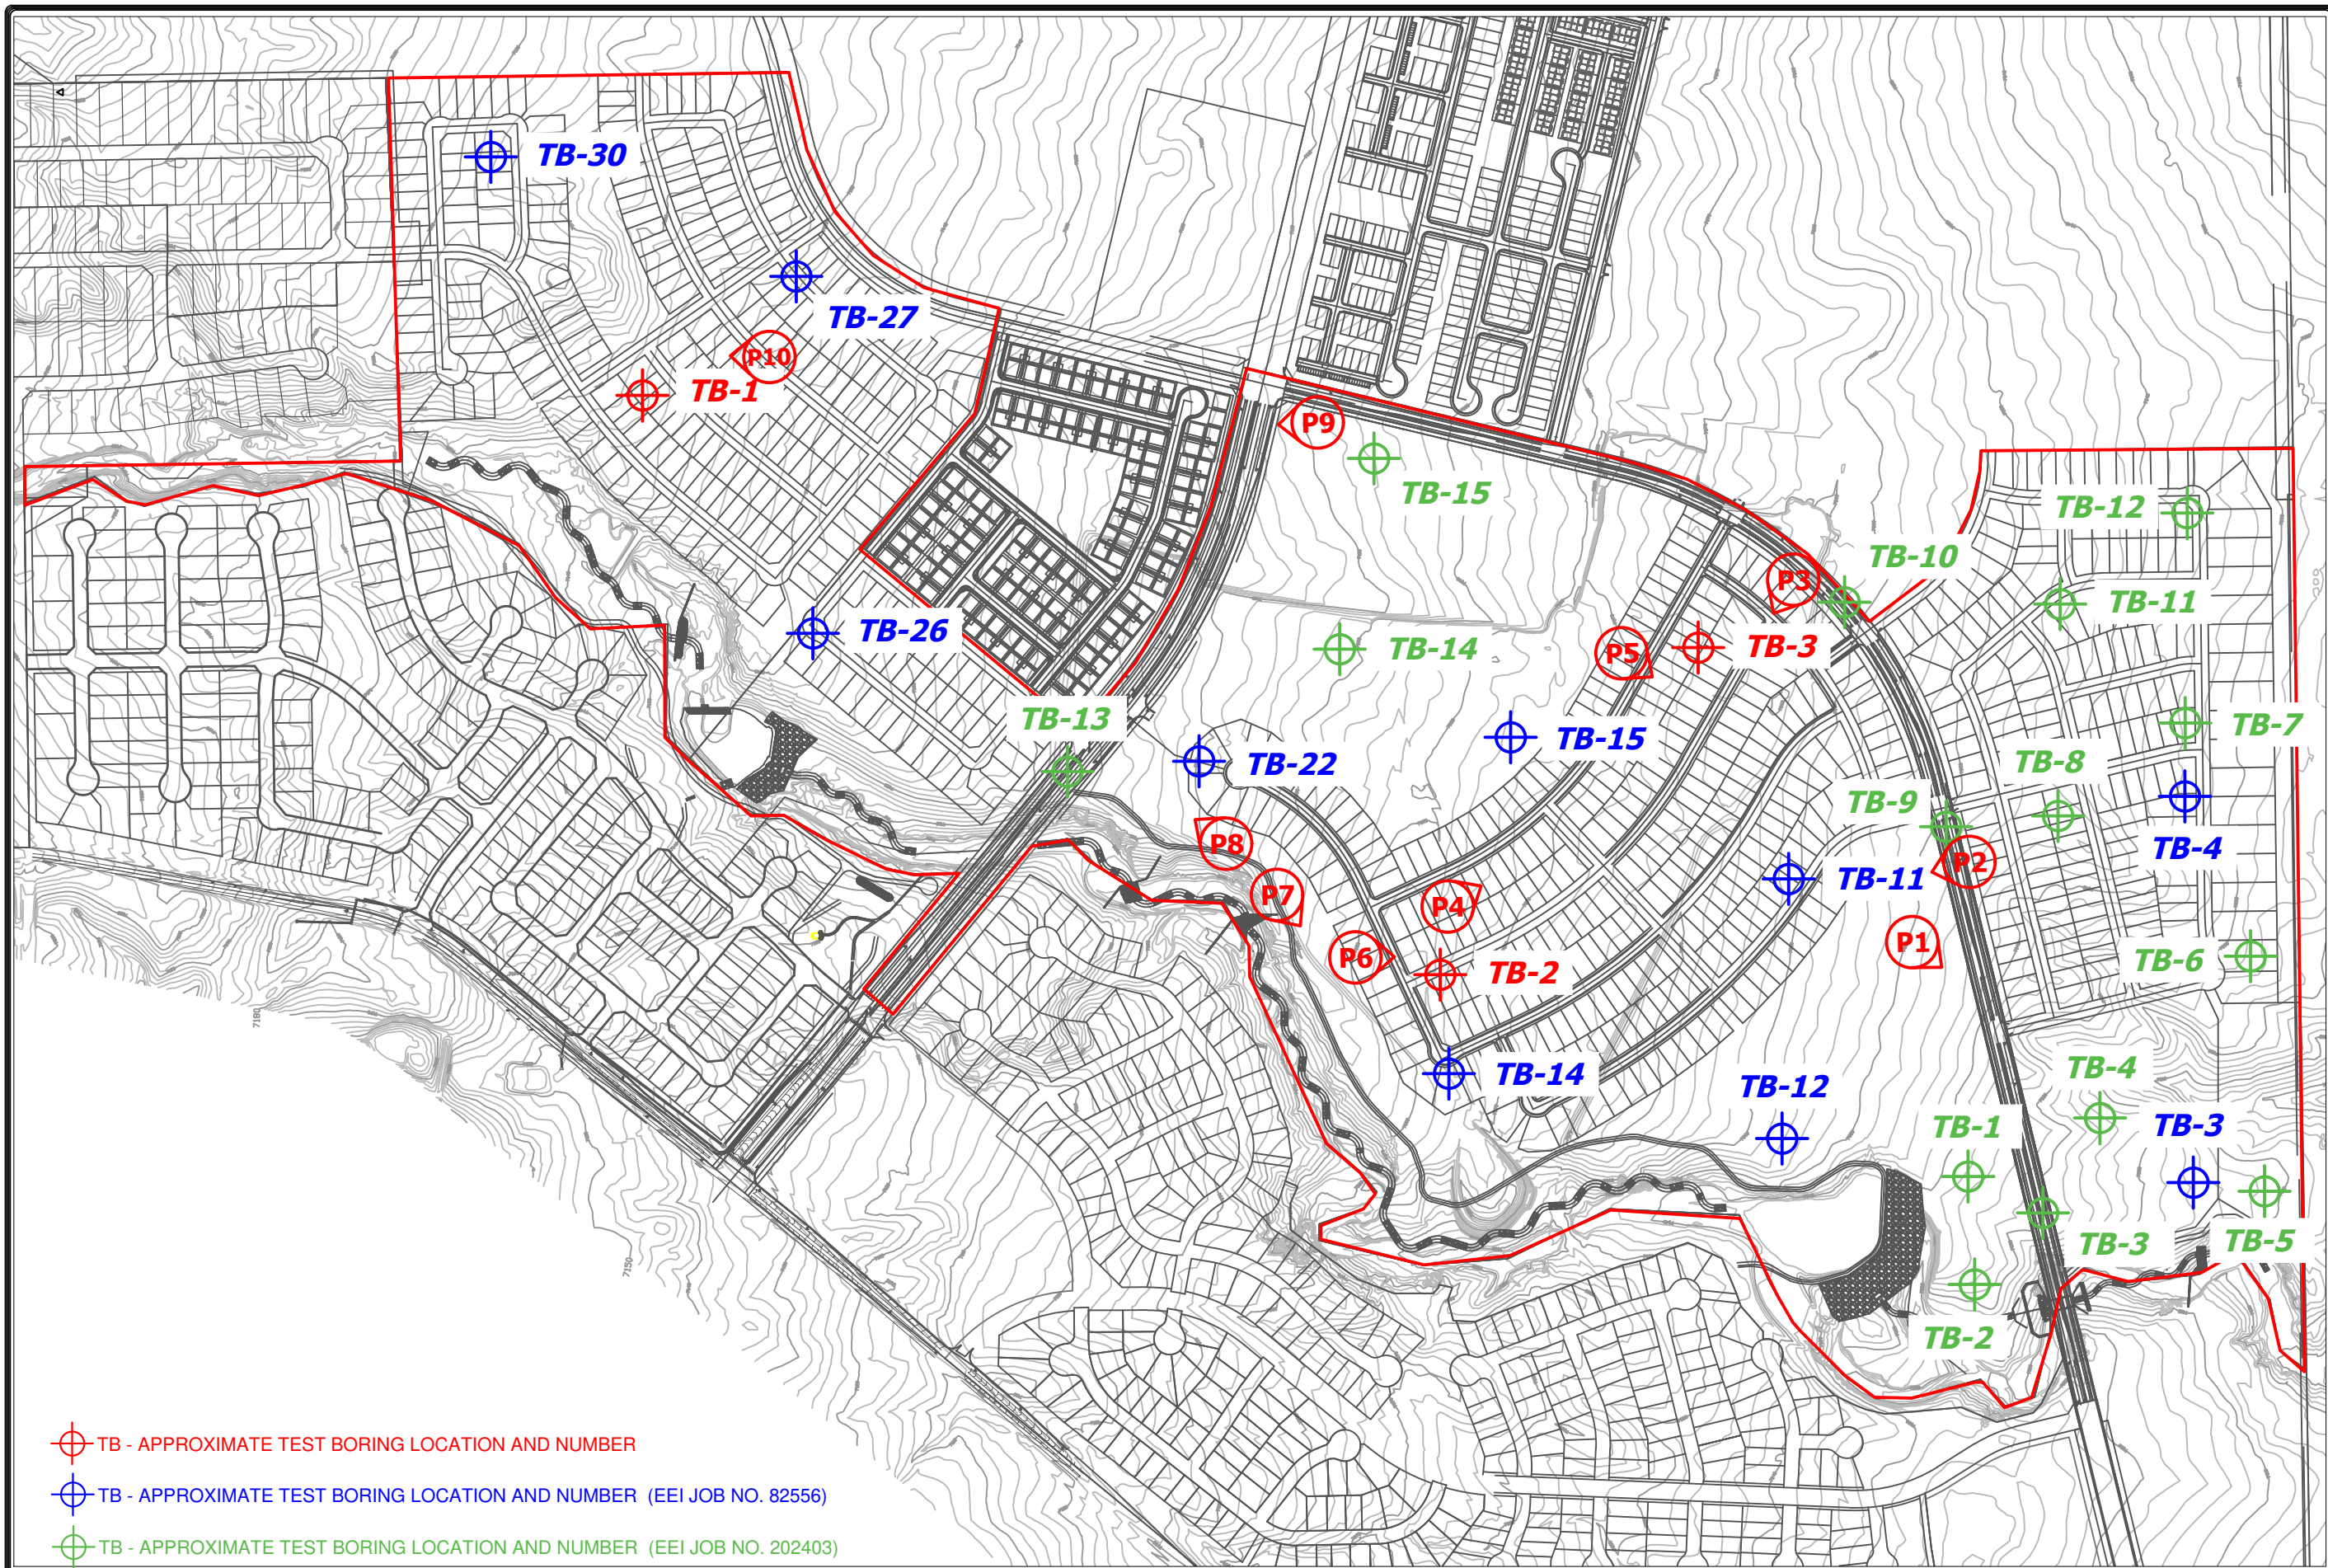 TB-30
TB-27
P10
TB-1
P9
TB-15
TB-12
TB-10
P3
TB-11
TB-26
TB-14
P5
TB-3
TB-13
TB-7
TB-22
TB-15
TB-8
TB-9
TB-4
P8
P2
TB-11
P7
P4
P1
P6
TB-2
TB-6
7180
TB-14
TB-12
TB-4
TB-1
TB-3
TB-3
TB-5
7150
TB-2
TB - APPROXIMATE TEST BORING LOCATION AND NUMBER
TB - APPROXIMATE TEST BORING LOCATION AND NUMBER (EEI JOB NO. 82556)
TB - APPROXIMATE TEST BORING LOCATION AND NUMBER (EEI JOB NO. 202403)